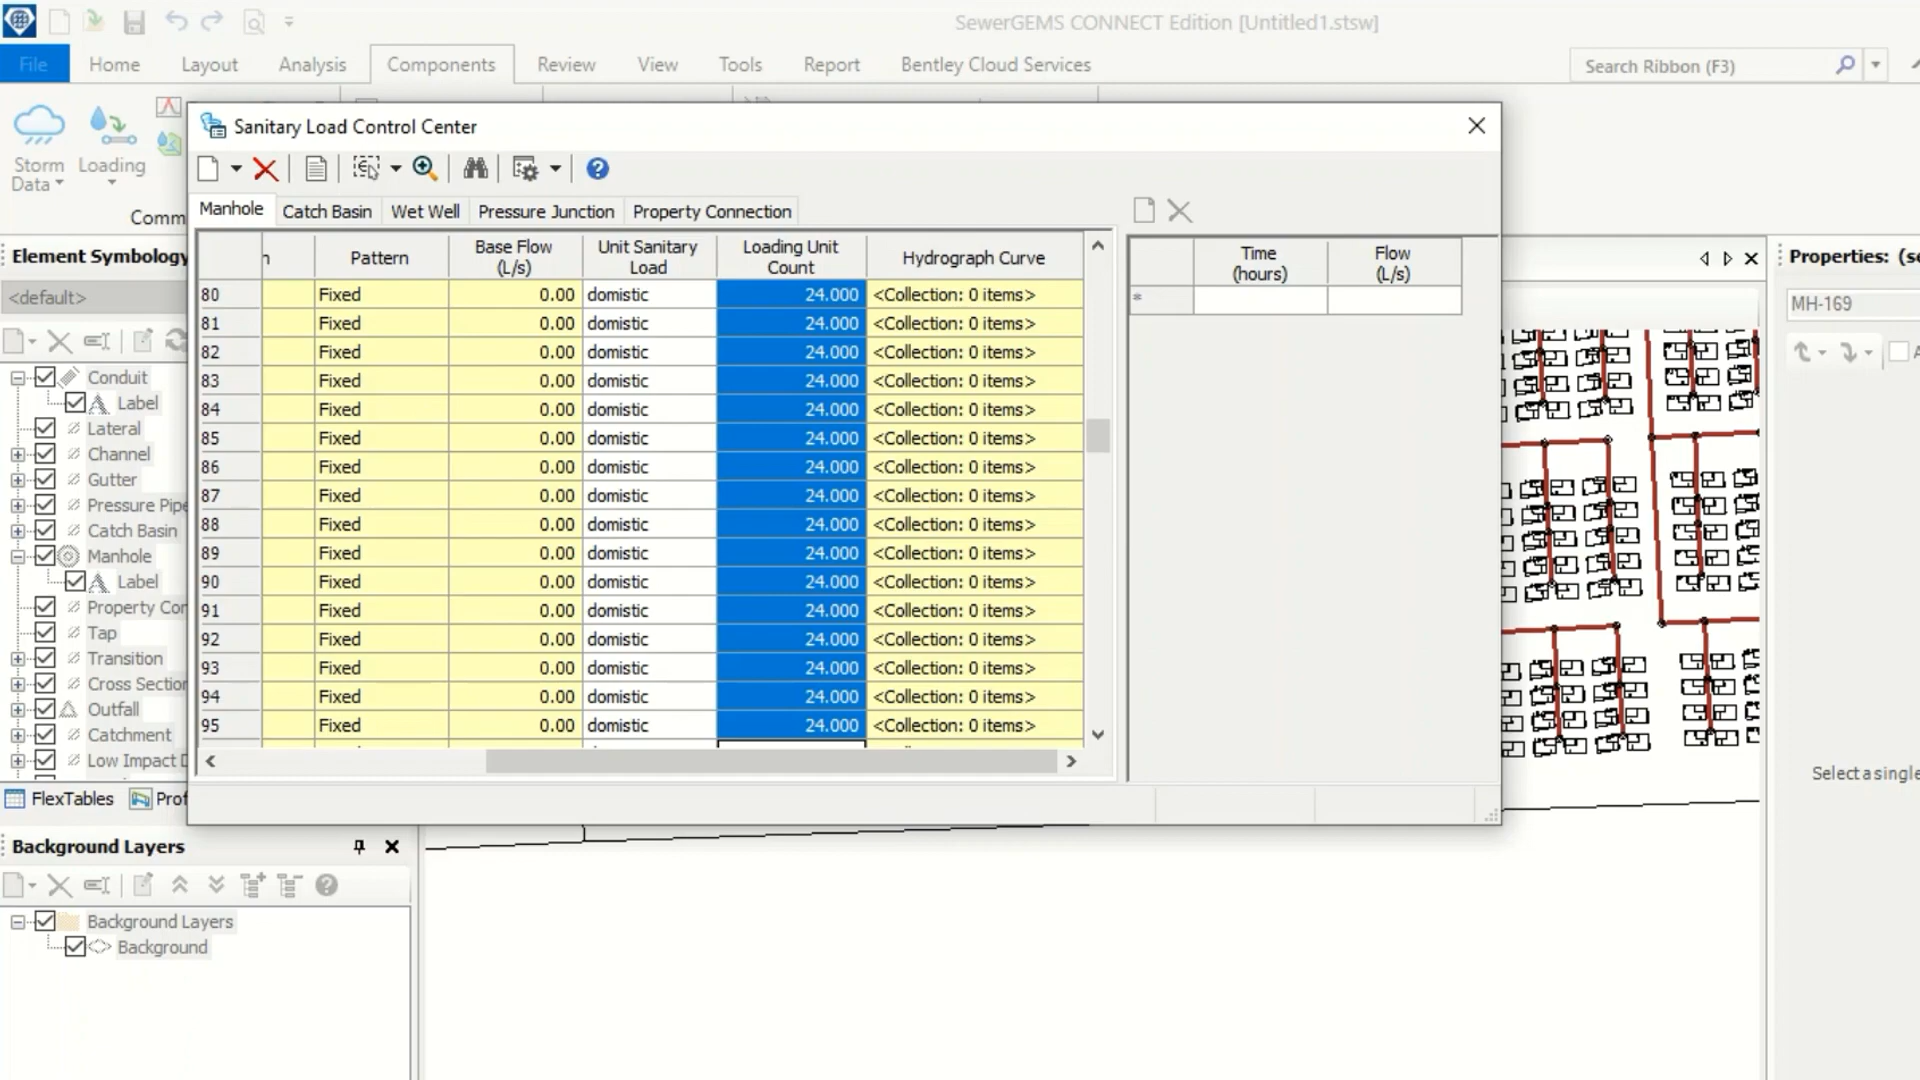 SewerGEMS CONNECT Edition [Untitled1.stsw]
File Home Layout Analysis Components Review View Tools Report Bentley Cloud Services
Search Ribbon (F3)
Storm Data
Loading
Comm
Sanitary Load Control Center
Manhole Catch Basin Wet Well Pressure Junction Property Connection
Pattern Base Flow (L/s) Unit Sanitary Load Loading Unit Count Hydrograph Curve
80 Fixed 0.00 domistic 24.000 <Collection: 0 items>
81 Fixed 0.00 domistic 24.000 <Collection: 0 items>
82 Fixed 0.00 domistic 24.000 <Collection: 0 items>
83 Fixed 0.00 domistic 24.000 <Collection: 0 items>
84 Fixed 0.00 domistic 24.000 <Collection: 0 items>
85 Fixed 0.00 domistic 24.000 <Collection: 0 items>
86 Fixed 0.00 domistic 24.000 <Collection: 0 items>
87 Fixed 0.00 domistic 24.000 <Collection: 0 items>
88 Fixed 0.00 domistic 24.000 <Collection: 0 items>
89 Fixed 0.00 domistic 24.000 <Collection: 0 items>
90 Fixed 0.00 domistic 24.000 <Collection: 0 items>
91 Fixed 0.00 domistic 24.000 <Collection: 0 items>
92 Fixed 0.00 domistic 24.000 <Collection: 0 items>
93 Fixed 0.00 domistic 24.000 <Collection: 0 items>
94 Fixed 0.00 domistic 24.000 <Collection: 0 items>
95 Fixed 0.00 domistic 24.000 <Collection: 0 items>
Time (hours) Flow (L/s)
*
Element Symbology
<default>
Conduit
Label
Lateral
Channel
Gutter
Pressure Pipe
Catch Basin
Manhole
Label
Property Con
Tap
Transition
Cross Section
Outfall
Catchment
Low Impact D
FlexTables Prof
Background Layers
Background Layers
Background
Properties: (se
MH-169
Select a single